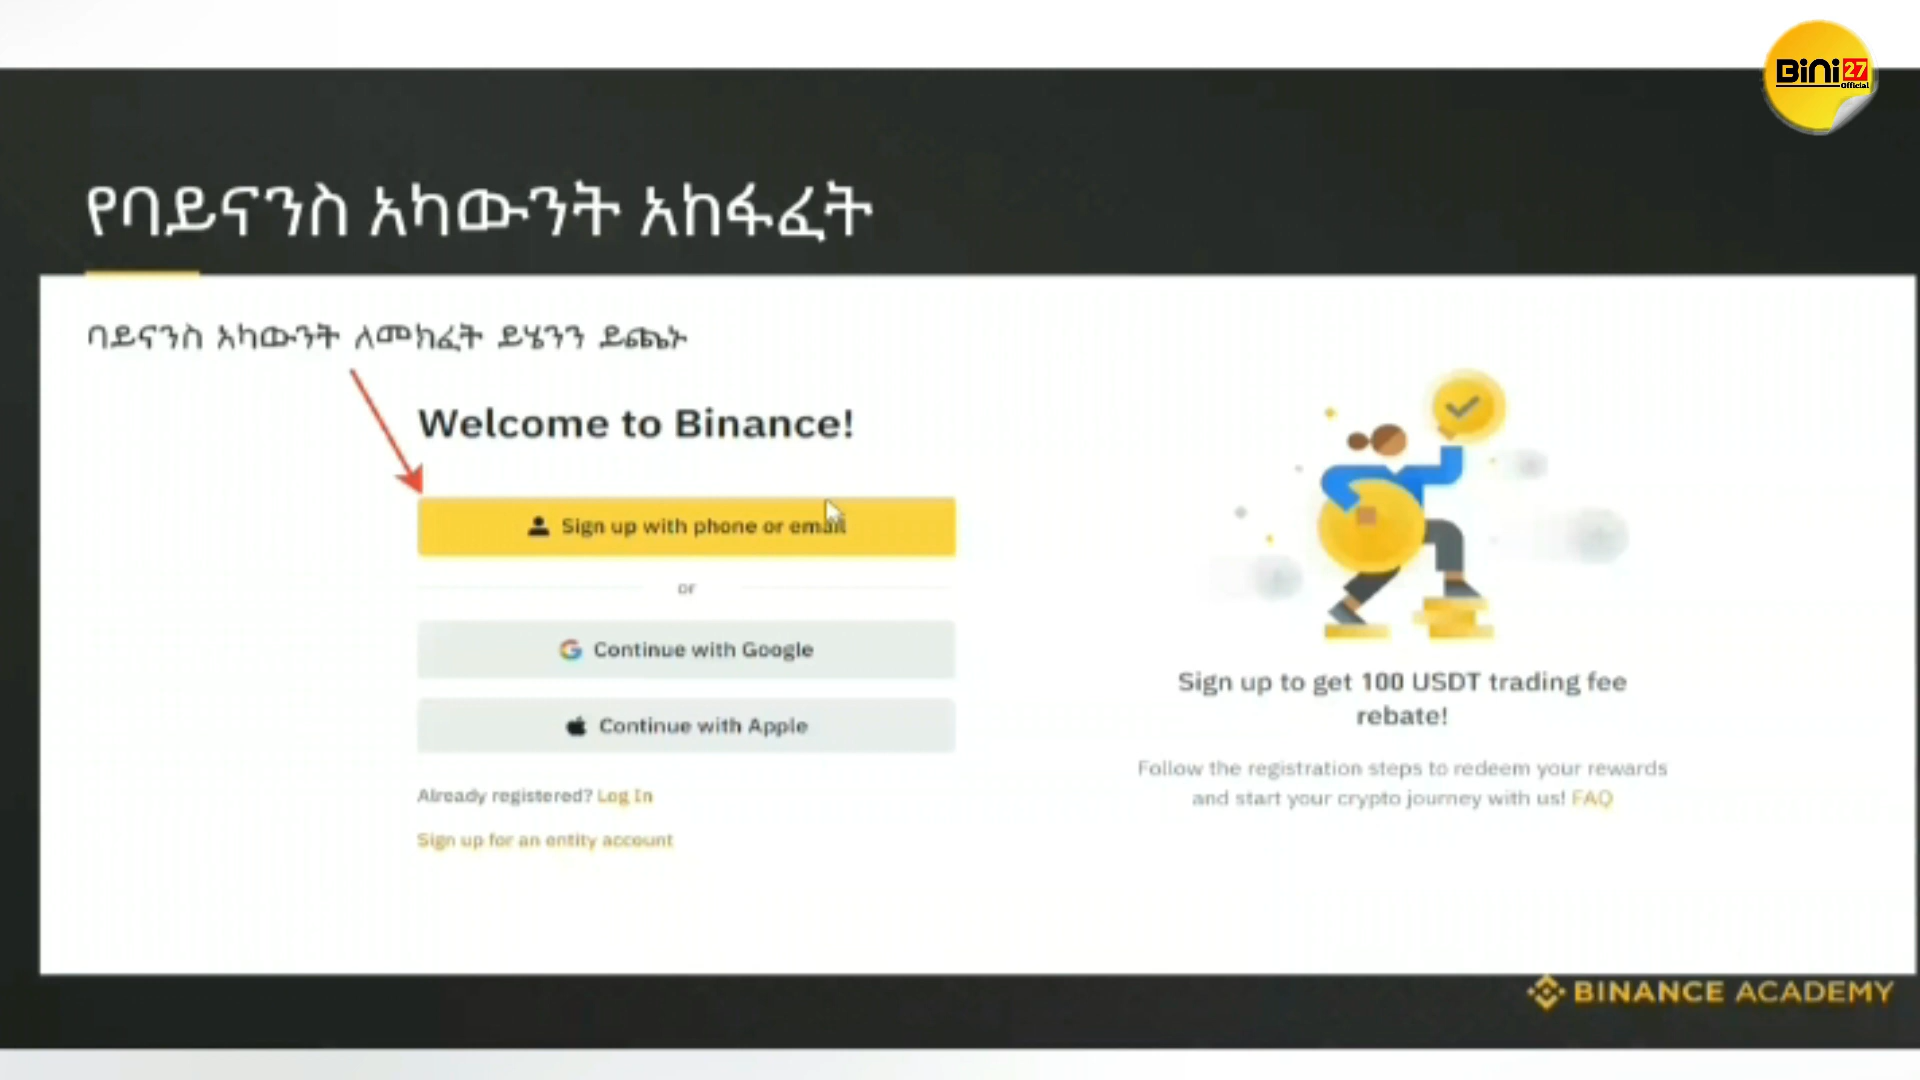 BiNi 27
Official
የባይናንስ አካውንት አከፋፈት
ባይናንስ አካውንት ለመክፈት ይሄንን ይጫኑ
Welcome to Binance!
Sign up with phone or email
or
Continue with Google
Continue with Apple
Already registered? Log In
Sign up for an entity account
Sign up to get 100 USDT trading fee
rebate!
Follow the registration steps to redeem your rewards
and start your crypto journey with us! FAQ
BINANCE ACADEMY